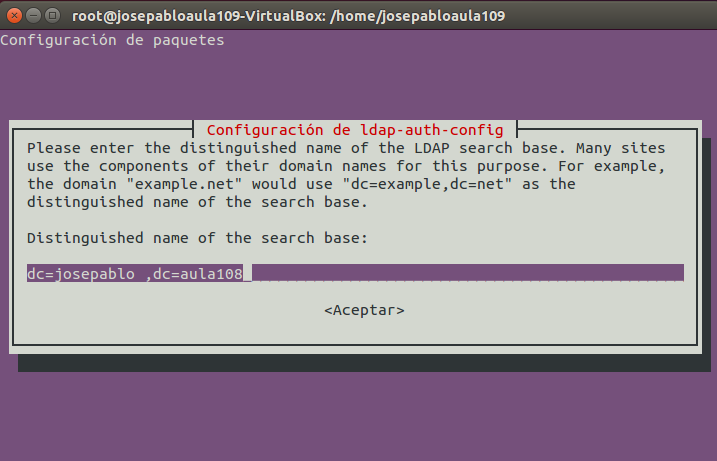 root@josepabloaula109-VirtualBox: /home/josepabloaula109
Configuración de paquetes
Configuración de ldap-auth-config
Please enter the distinguished name of the LDAP search base. Many sites
use the components of their domain names for this purpose. For example,
the domain "example.net" would use "dc=example,dc=net" as the
distinguished name of the search base.
Distinguished name of the search base:
dc=josepablo ,dc=aula108
<Aceptar>